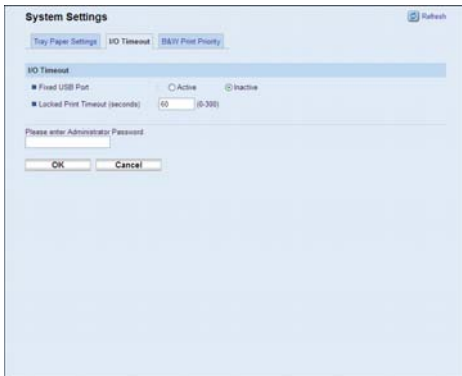 System Settings
Refresh
Tray Paper Settings
I/O Timeout
B&W Print Priority
I/O Timeout
Fixed USB Port
Active
Inactive
Locked Print Timeout (seconds)
60
(0-300)
Please enter Administrator Password
OK
Cancel